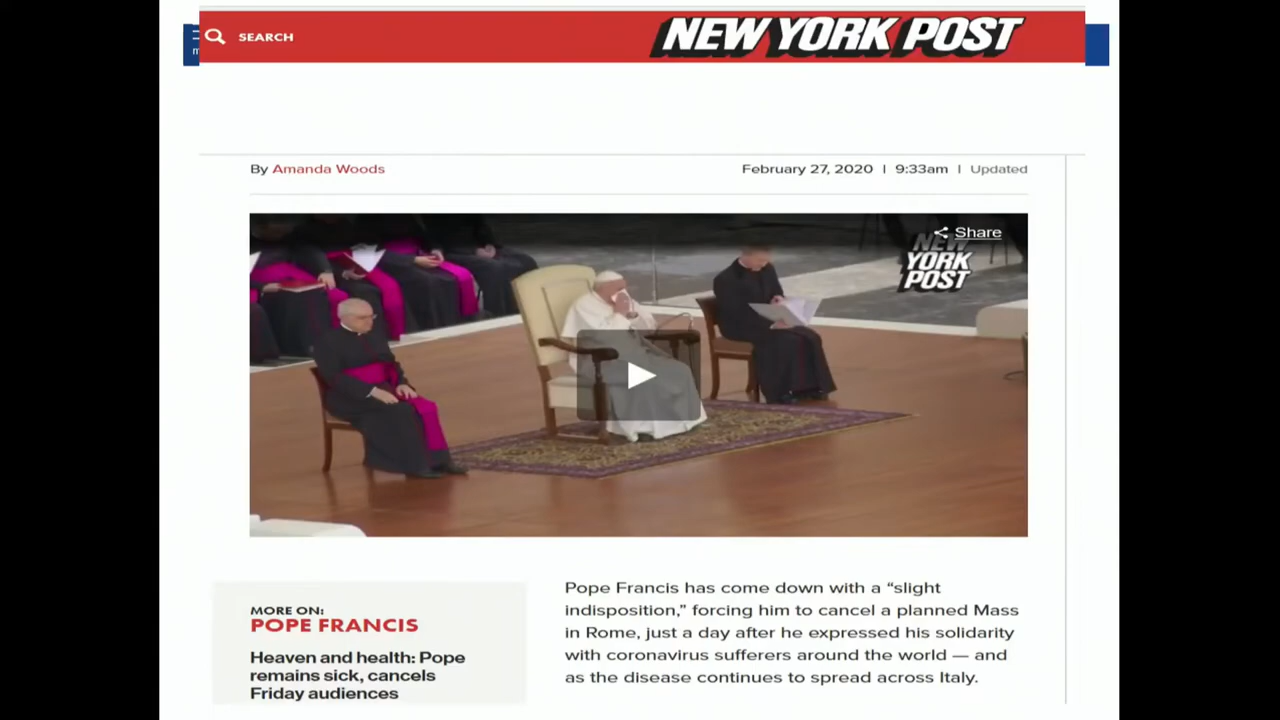 SEARCH
NEW YORK POST
By Amanda Woods
February 27, 2020 | 9:33am | Updated
Share
NEW
YORK
POST
MORE ON:
POPE FRANCIS
Heaven and health: Pope
remains sick, cancels
Friday audiences
Pope Francis has come down with a “slight
indisposition,” forcing him to cancel a planned Mass
in Rome, just a day after he expressed his solidarity
with coronavirus sufferers around the world — and
as the disease continues to spread across Italy.